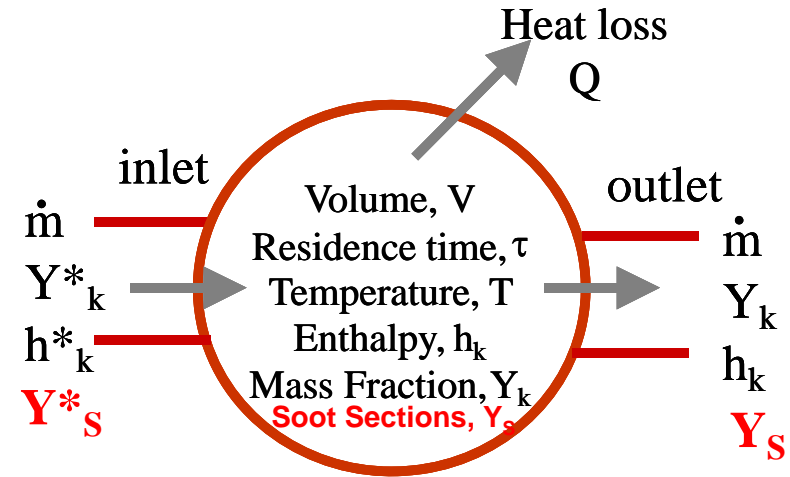 Heat loss
Q
inlet
ṁ
Y*k
h*k
Y*S
Volume, V
Residence time, τ
Temperature, T
Enthalpy, hk
Mass Fraction, Yk
Soot Sections, YS
outlet
ṁ
Yk
hk
YS